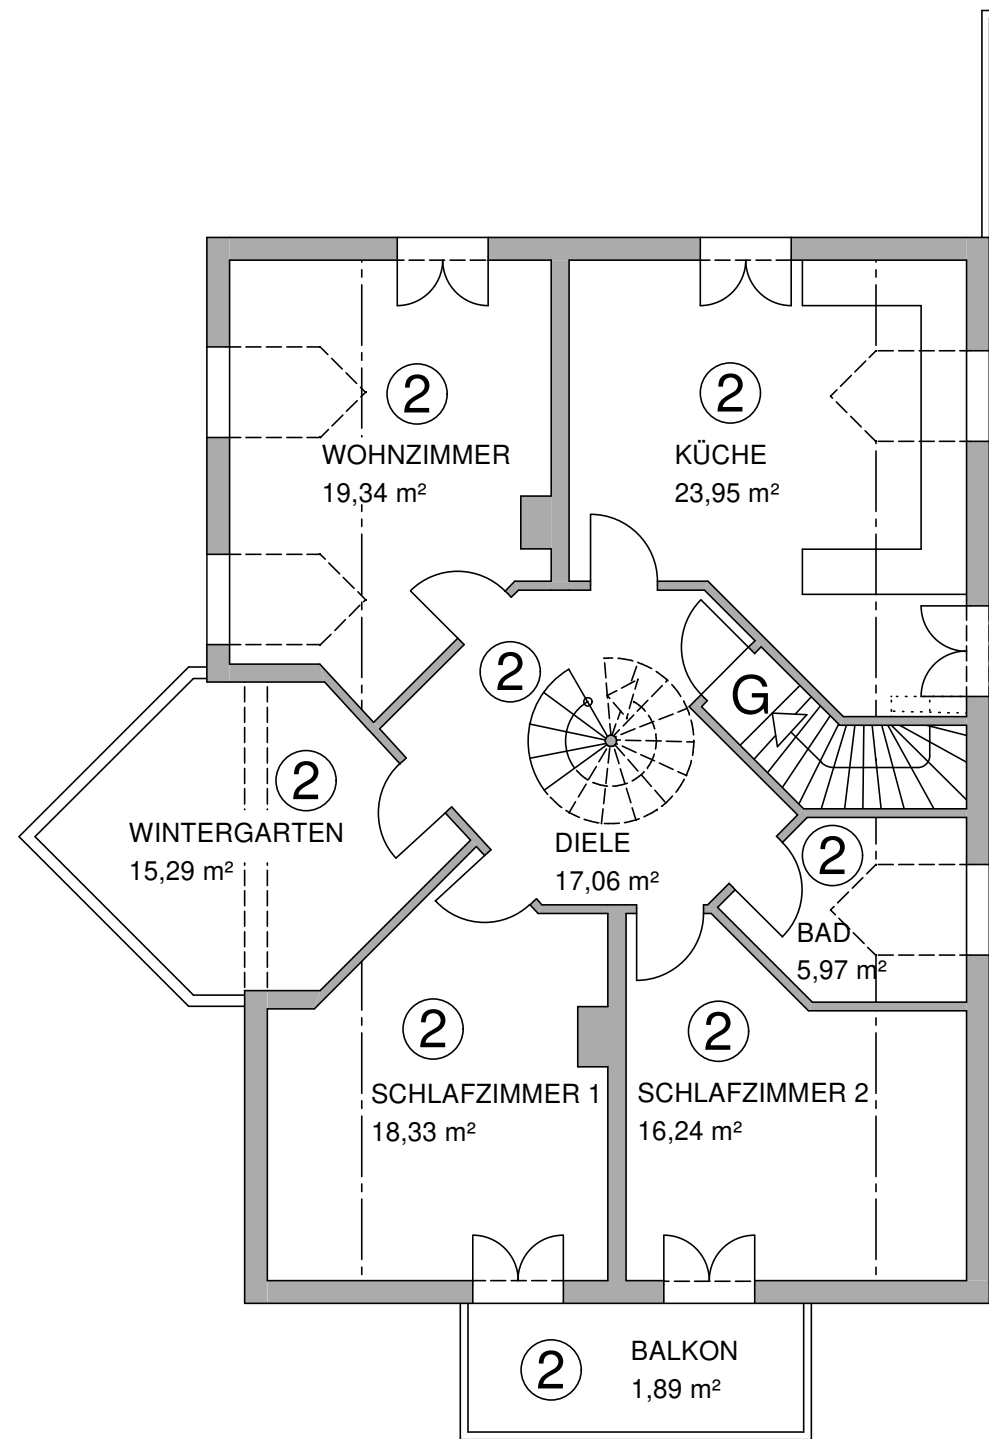 2
WOHNZIMMER
19,34 m²
2
KÜCHE
23,95 m²
2
G
2
WINTERGARTEN
15,29 m²
DIELE
17,06 m²
2
BAD
5,97 m²
2
SCHLAFZIMMER 1
18,33 m²
2
SCHLAFZIMMER 2
16,24 m²
2
BALKON
1,89 m²